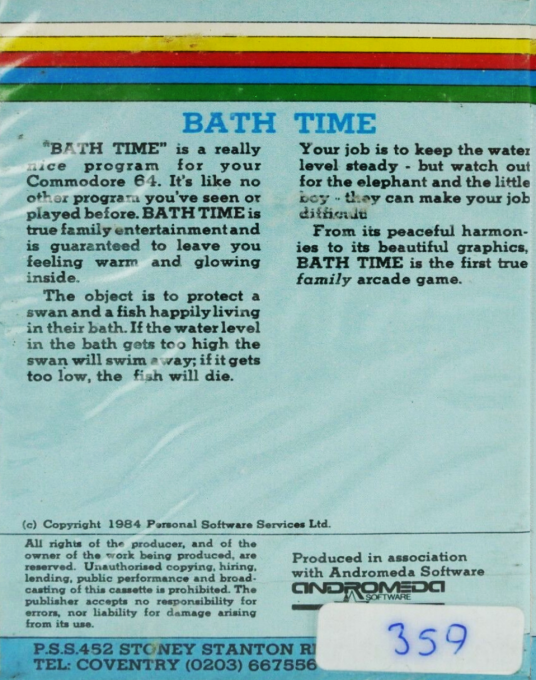 BATH TIME
"BATH TIME" is a really
nice program for your
Commodore 64. It's like no
other program you've seen or
played before. BATH TIME is
true family entertainment and
is guaranteed to leave you
feeling warm and glowing
inside.
The object is to protect a
swan and a fish happily living
in their bath. If the water level
in the bath gets too high the
swan will swim away; if it gets
too low, the fish will die.
Your job is to keep the water
level steady - but watch out
for the elephant and the little
boy - they can make your job
difficult!
From its peaceful harmon-
ies to its beautiful graphics,
BATH TIME is the first true
family arcade game.
(c) Copyright 1984 Personal Software Services Ltd.
All rights of the producer, and of the
owner of the work being produced, are
reserved. Unauthorised copying, hiring,
lending, public performance and broad-
casting of this cassette is prohibited. The
publisher accepts no responsibility for
errors, nor liability for damage arising
from its use.
Produced in association
with Andromeda Software
ANDROMEDA
SOFTWARE
P.S.S. 452 STONEY STANTON
TEL: COVENTRY (0203) 667556
359